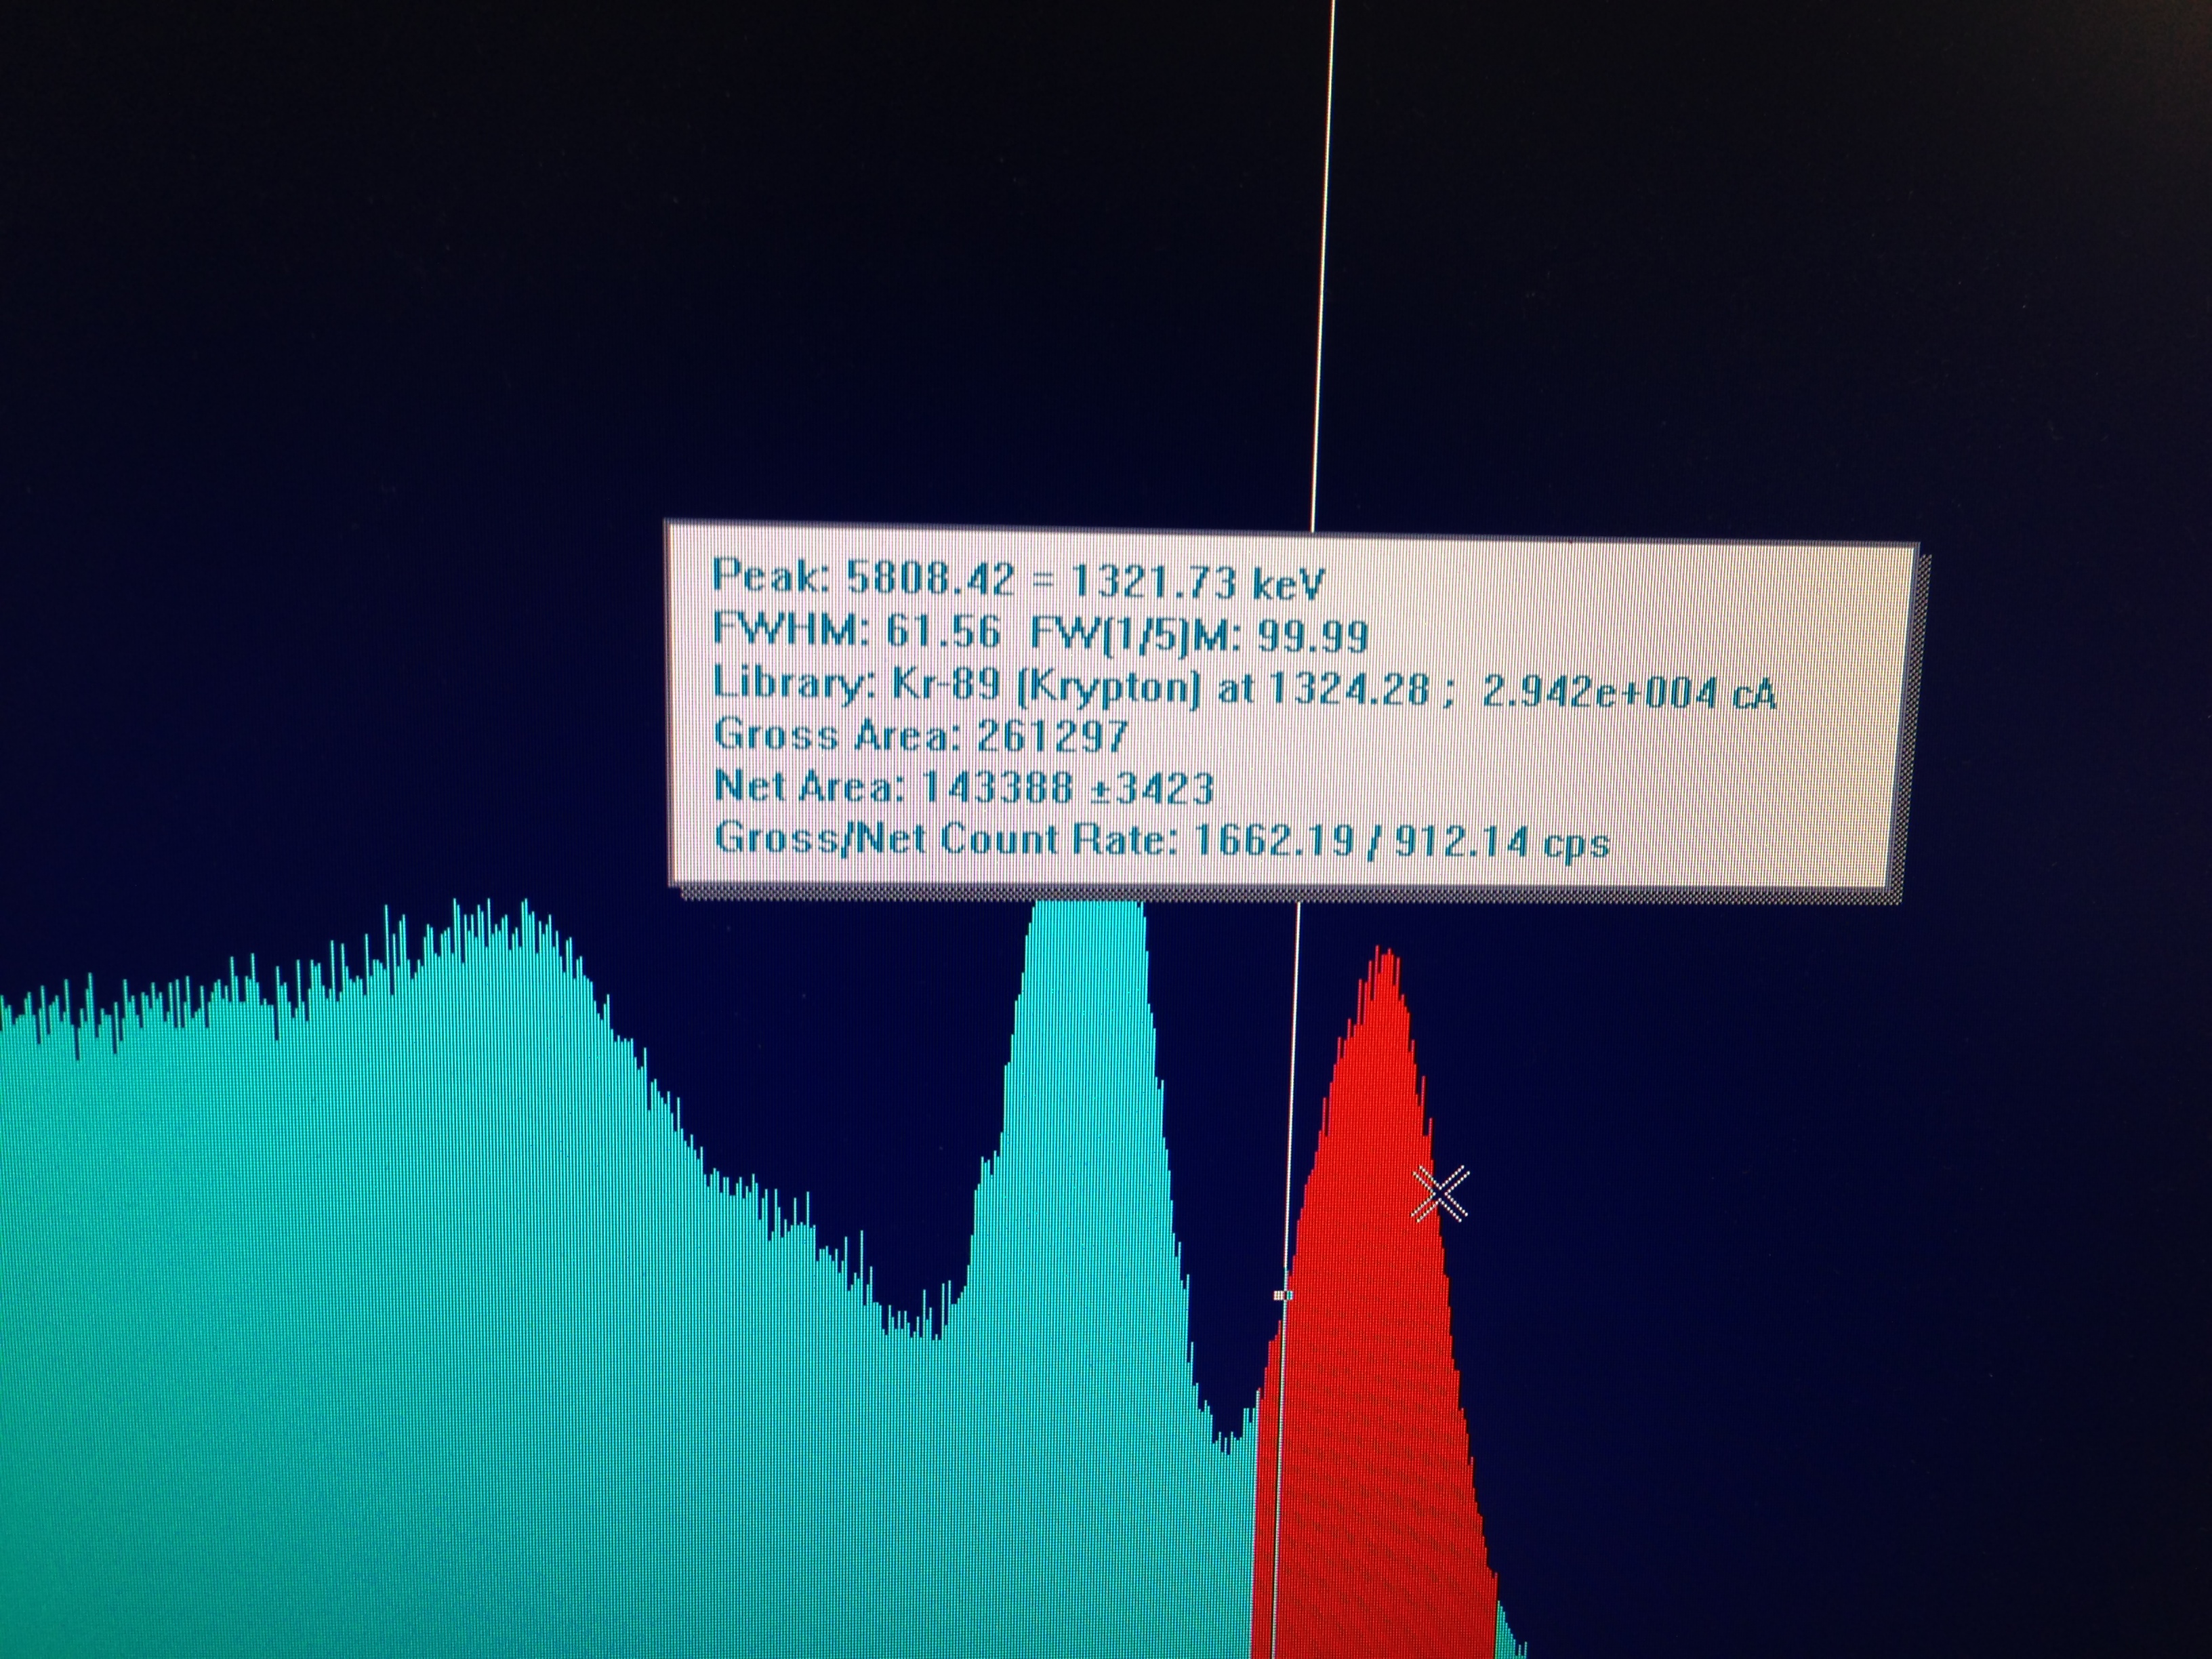 Peak: 5808.42 = 1321.73 keV
FWHM: 61.56 FW(1/5)M: 99.99
Library: Kr-89 (Krypton) at 1324.28 ; 2.942e+004 cA
Gross Area: 261297
Net Area: 143388 ±3423
Gross/Net Count Rate: 1662.19 / 912.14 cps